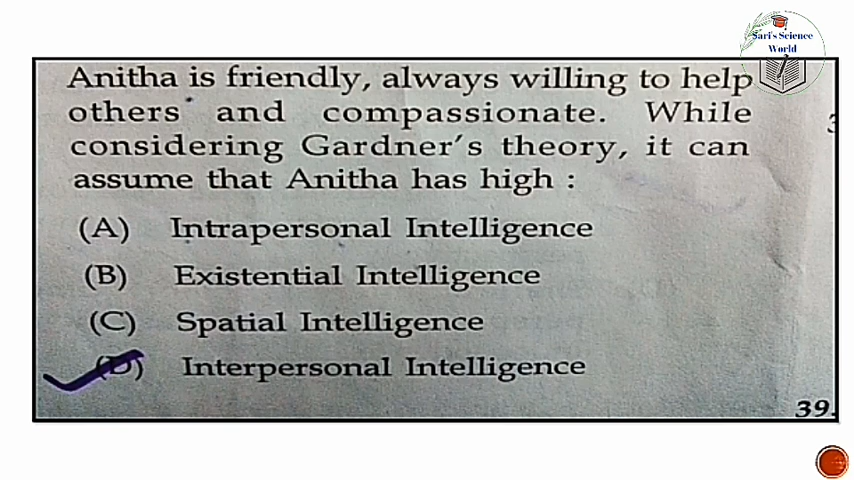 Sari's Science
World
Anitha is friendly, always willing to help
others and compassionate. While
considering Gardner's theory, it can
assume that Anitha has high :
(A) Intrapersonal Intelligence
(B) Existential Intelligence
(C) Spatial Intelligence
(D) Interpersonal Intelligence
39.